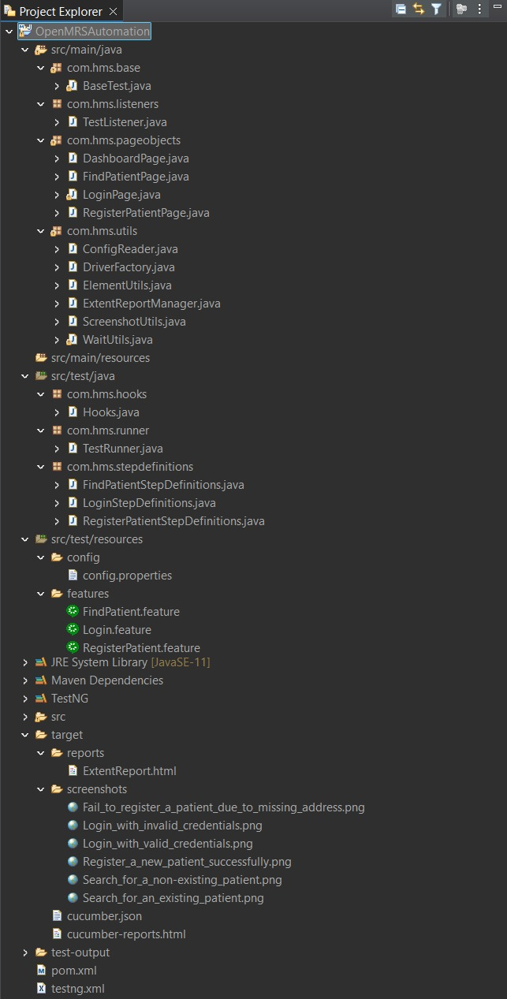 Project Explorer
OpenMRSAutomation
src/main/java
com.hms.base
BaseTest.java
com.hms.listeners
TestListener.java
com.hms.pageobjects
DashboardPage.java
FindPatientPage.java
LoginPage.java
RegisterPatientPage.java
com.hms.utils
ConfigReader.java
DriverFactory.java
ElementUtils.java
ExtentReportManager.java
ScreenshotUtils.java
WaitUtils.java
src/main/resources
src/test/java
com.hms.hooks
Hooks.java
com.hms.runner
TestRunner.java
com.hms.stepdefinitions
FindPatientStepDefinitions.java
LoginStepDefinitions.java
RegisterPatientStepDefinitions.java
src/test/resources
config
config.properties
features
FindPatient.feature
Login.feature
RegisterPatient.feature
JRE System Library [JavaSE-11]
Maven Dependencies
TestNG
src
target
reports
ExtentReport.html
screenshots
Fail_to_register_a_patient_due_to_missing_address.png
Login_with_invalid_credentials.png
Login_with_valid_credentials.png
Register_a_new_patient_successfully.png
Search_for_a_non-existing_patient.png
Search_for_an_existing_patient.png
cucumber.json
cucumber-reports.html
test-output
pom.xml
testng.xml